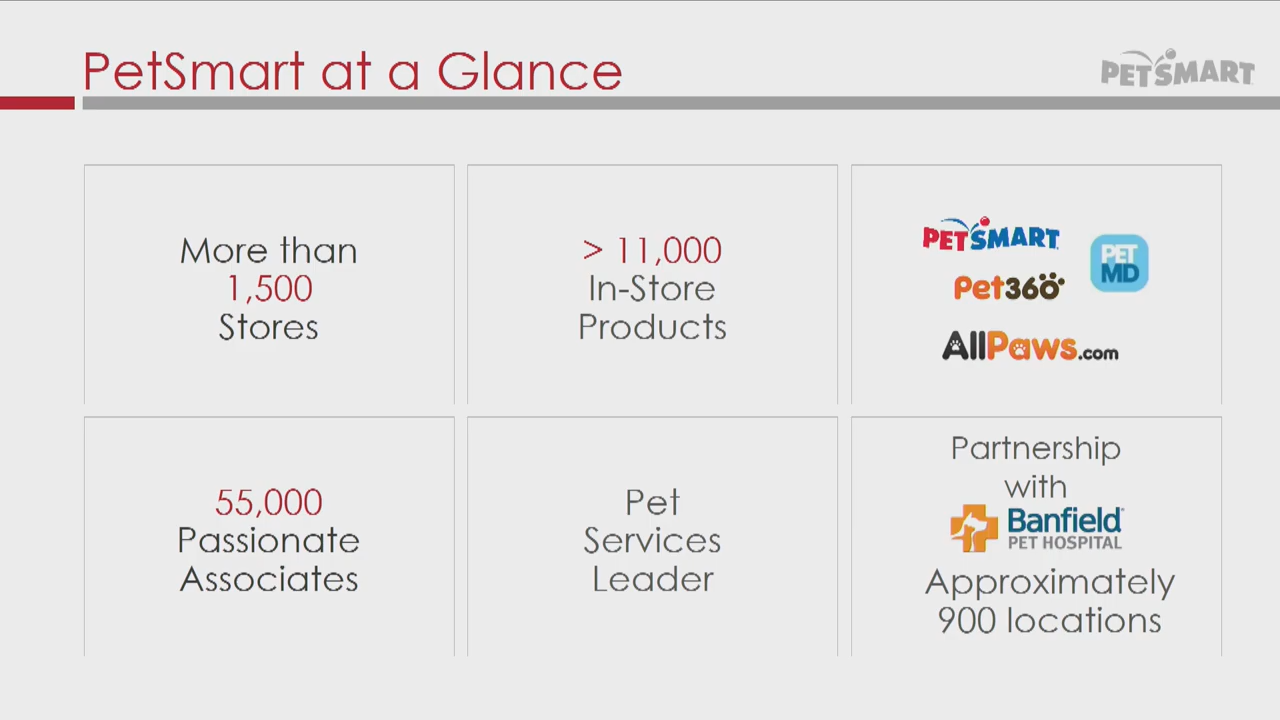 PetSmart at a Glance
PETSMART
More than
1,500
Stores
> 11,000
In-Store
Products
PETSMART
PET
MD
Pet360
AllPaws.com
55,000
Passionate
Associates
Pet
Services
Leader
Partnership
with
Banfield
PET HOSPITAL
Approximately
900 locations